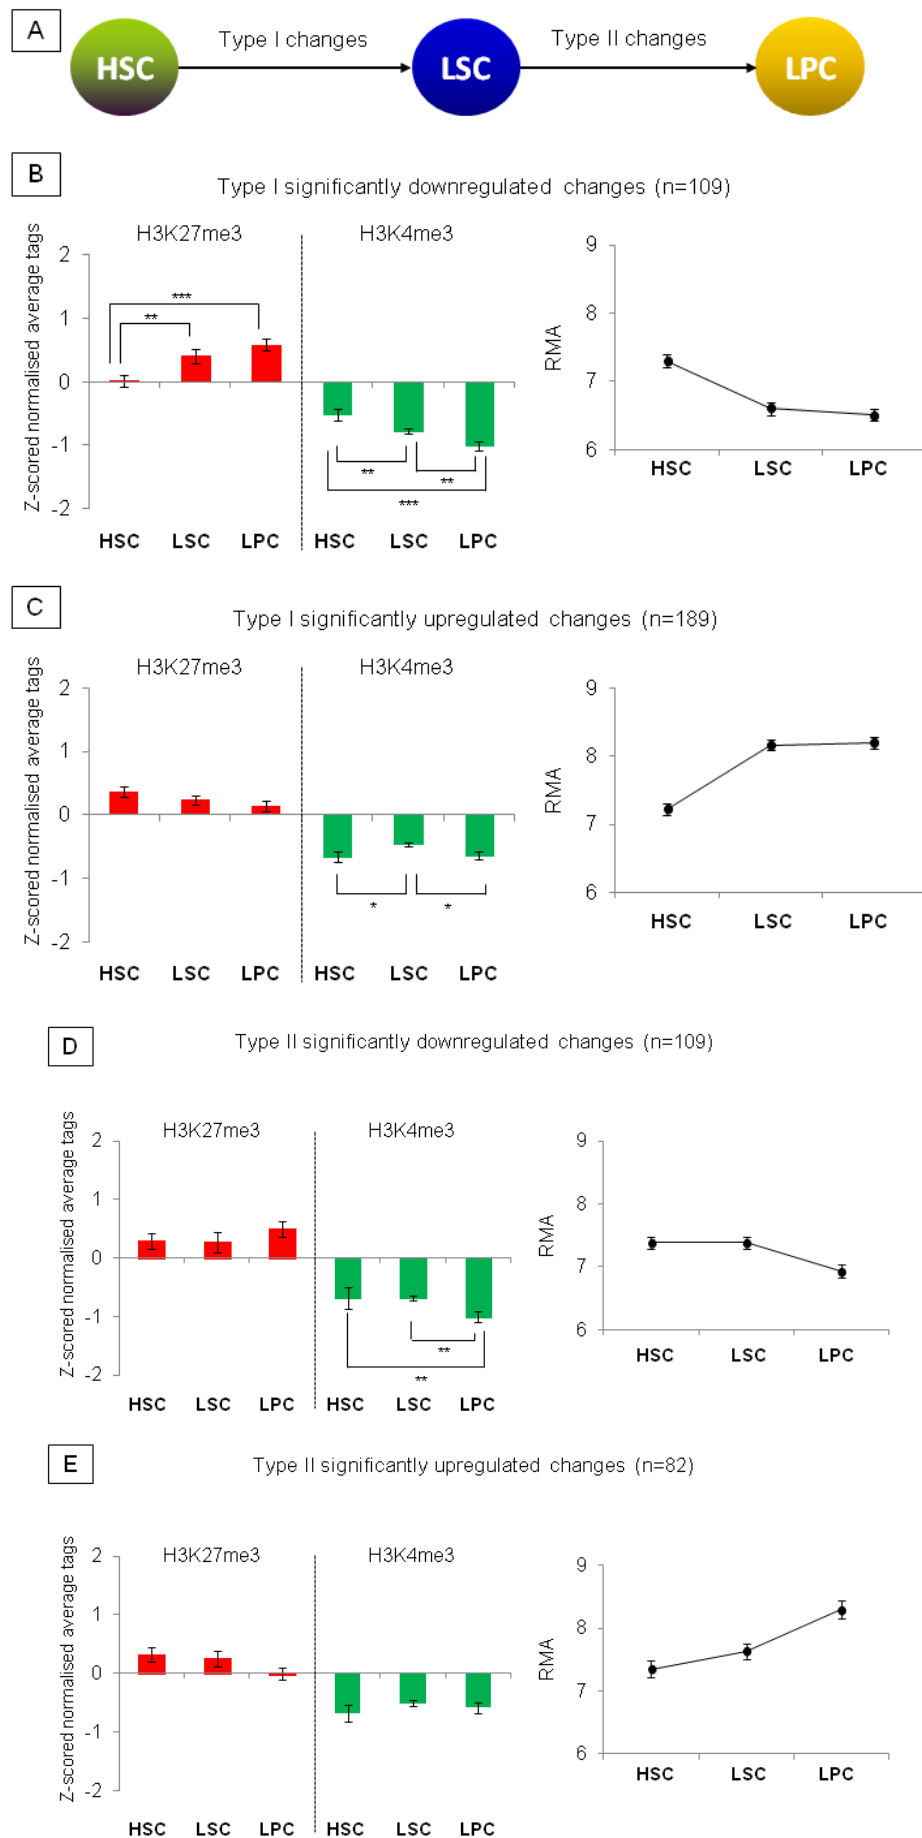 A
Type I changes
Type II changes
HSC
LSC
LPC
B
Type I significantly downregulated changes (n=109)
H3K27me3
H3K4me3
Z-scored normalised average tags
2
1
0
-1
-2
***
**
**
**
***
HSC
LSC
LPC
HSC
LSC
LPC
RMA
9
8
7
6
HSC
LSC
LPC
C
Type I significantly upregulated changes (n=189)
H3K27me3
H3K4me3
Z-scored normalised average tags
2
1
0
-1
-2
*
*
HSC
LSC
LPC
HSC
LSC
LPC
RMA
9
8
7
6
HSC
LSC
LPC
D
Type II significantly downregulated changes (n=109)
H3K27me3
H3K4me3
Z-scored normalised average tags
2
1
0
-1
-2
**
**
HSC
LSC
LPC
HSC
LSC
LPC
RMA
9
8
7
6
HSC
LSC
LPC
E
Type II significantly upregulated changes (n=82)
H3K27me3
H3K4me3
Z-scored normalised average tags
2
1
0
-1
-2
HSC
LSC
LPC
HSC
LSC
LPC
RMA
9
8
7
6
HSC
LSC
LPC